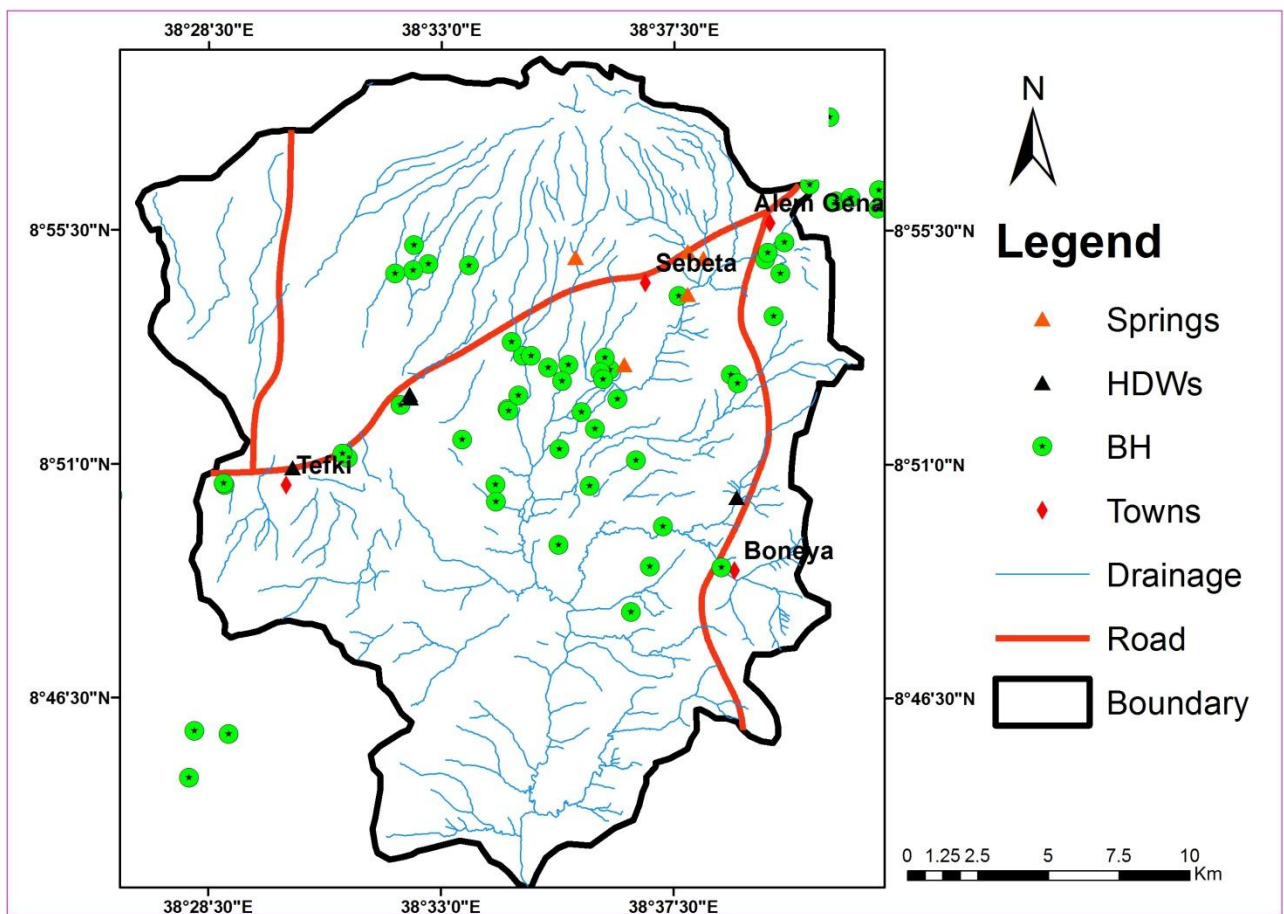 38°28'30"E 38°33'0"E 38°37'30"E
N
Alem Gena
8°55'30"N 8°55'30"N
Legend
Sebeta
Springs
HDWs
BH
8°51'0"N 8°51'0"N
Tefki
Towns
Boneya
Drainage
Road
8°46'30"N 8°46'30"N
Boundary
0 1.25 2.5 5 7.5 10
Km
38°28'30"E 38°33'0"E 38°37'30"E